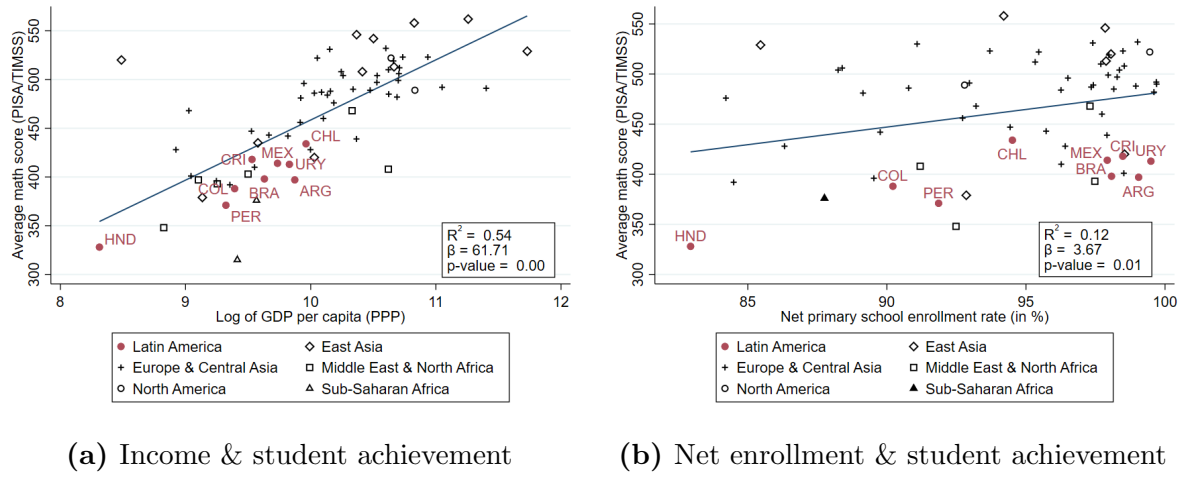 Average math score (PISA/TIMSS)
550
500
450
400
350
300
CHL
CRI
MEX
URY
COL
BRA
ARG
PER
HND
R² = 0.54
β = 61.71
p-value = 0.00
8 9 10 11 12
Log of GDP per capita (PPP)
Latin America East Asia
Europe & Central Asia Middle East & North Africa
North America Sub-Saharan Africa
(a) Income & student achievement
Average math score (PISA/TIMSS)
550
500
450
400
350
300
CHL
MEX
CRI
URY
BRA
COL
ARG
PER
HND
R² = 0.12
β = 3.67
p-value = 0.01
85 90 95 100
Net primary school enrollment rate (in %)
Latin America East Asia
Europe & Central Asia Middle East & North Africa
North America Sub-Saharan Africa
(b) Net enrollment & student achievement